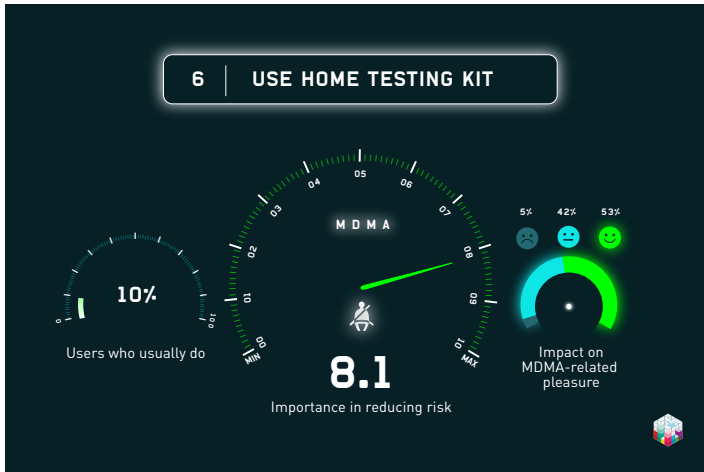 6 | USE HOME TESTING KIT
MDMA
00
01
02
03
04
05
06
07
08
09
10
MIN
MAX
8.1
Importance in reducing risk
0
100
10%
Users who usually do
5% 42% 53%
Impact on
MDMA-related
pleasure